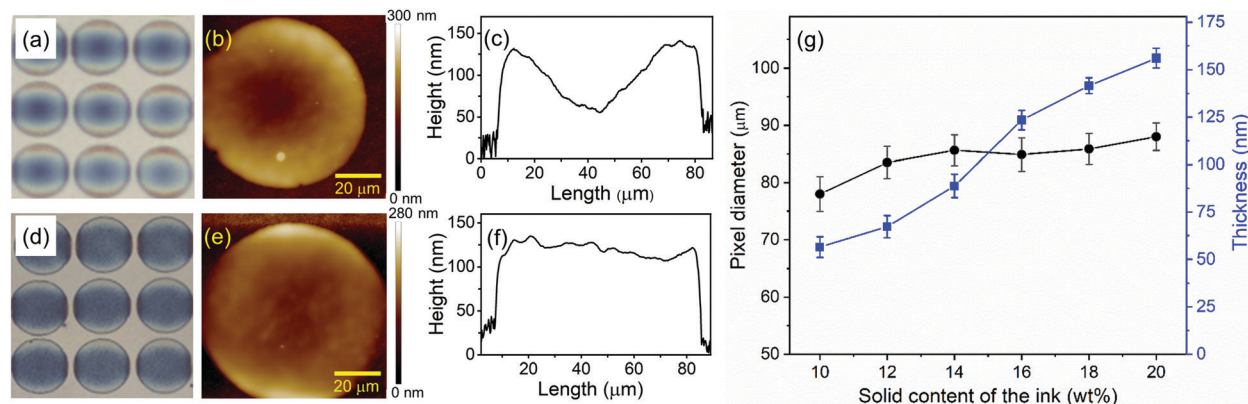 (a)
(b)
300 nm
0 nm
20 μm
(c)
Height (nm)
150
100
50
0
0 20 40 60 80
Length (μm)
(d)
(e)
280 nm
0 nm
20 μm
(f)
Height (nm)
150
100
50
0
20 40 60 80
Length (μm)
(g)
Pixel diameter (μm)
100
90
80
70
60
50
10 12 14 16 18 20
Solid content of the ink (wt%)
175
150
125
100
75
50
25
0
Thickness (nm)